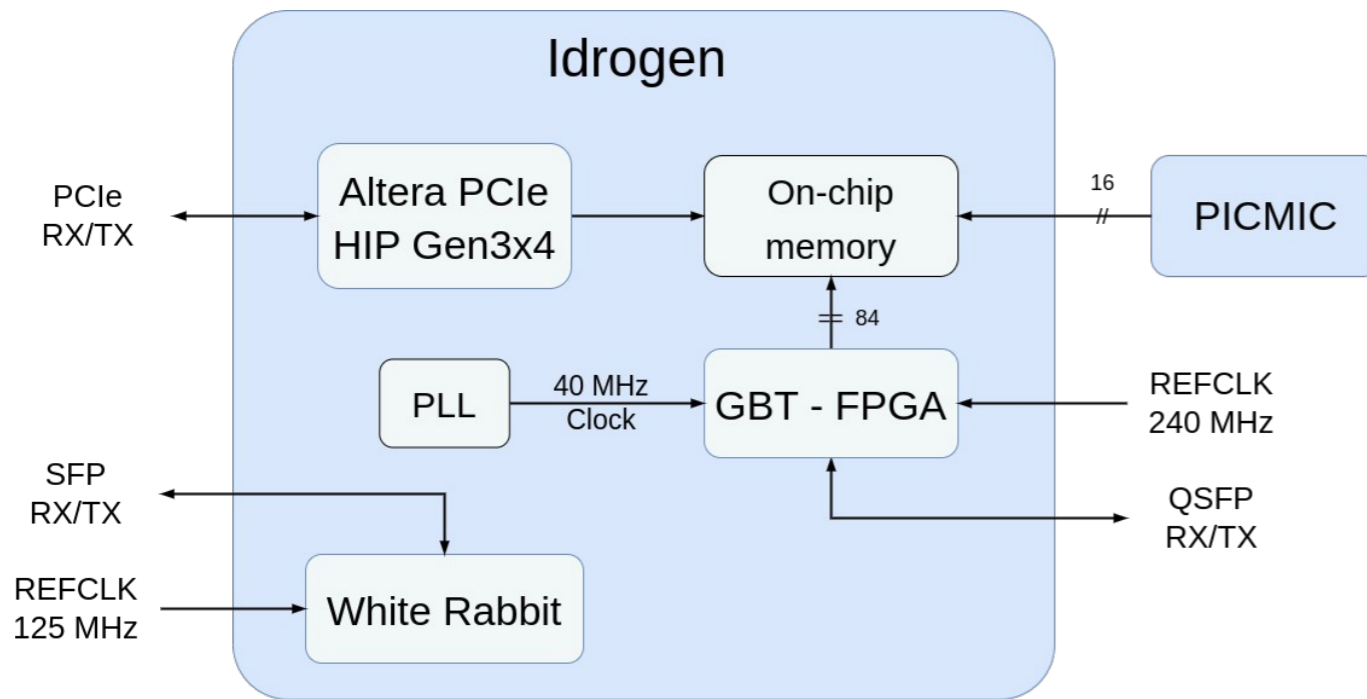 Idrogen
PCIe
RX/TX
Altera PCIe
HIP Gen3x4
On-chip
memory
16
//
PICMIC
84
PLL
40 MHz
Clock
GBT - FPGA
REFCLK
240 MHz
SFP
RX/TX
QSFP
RX/TX
REFCLK
125 MHz
White Rabbit